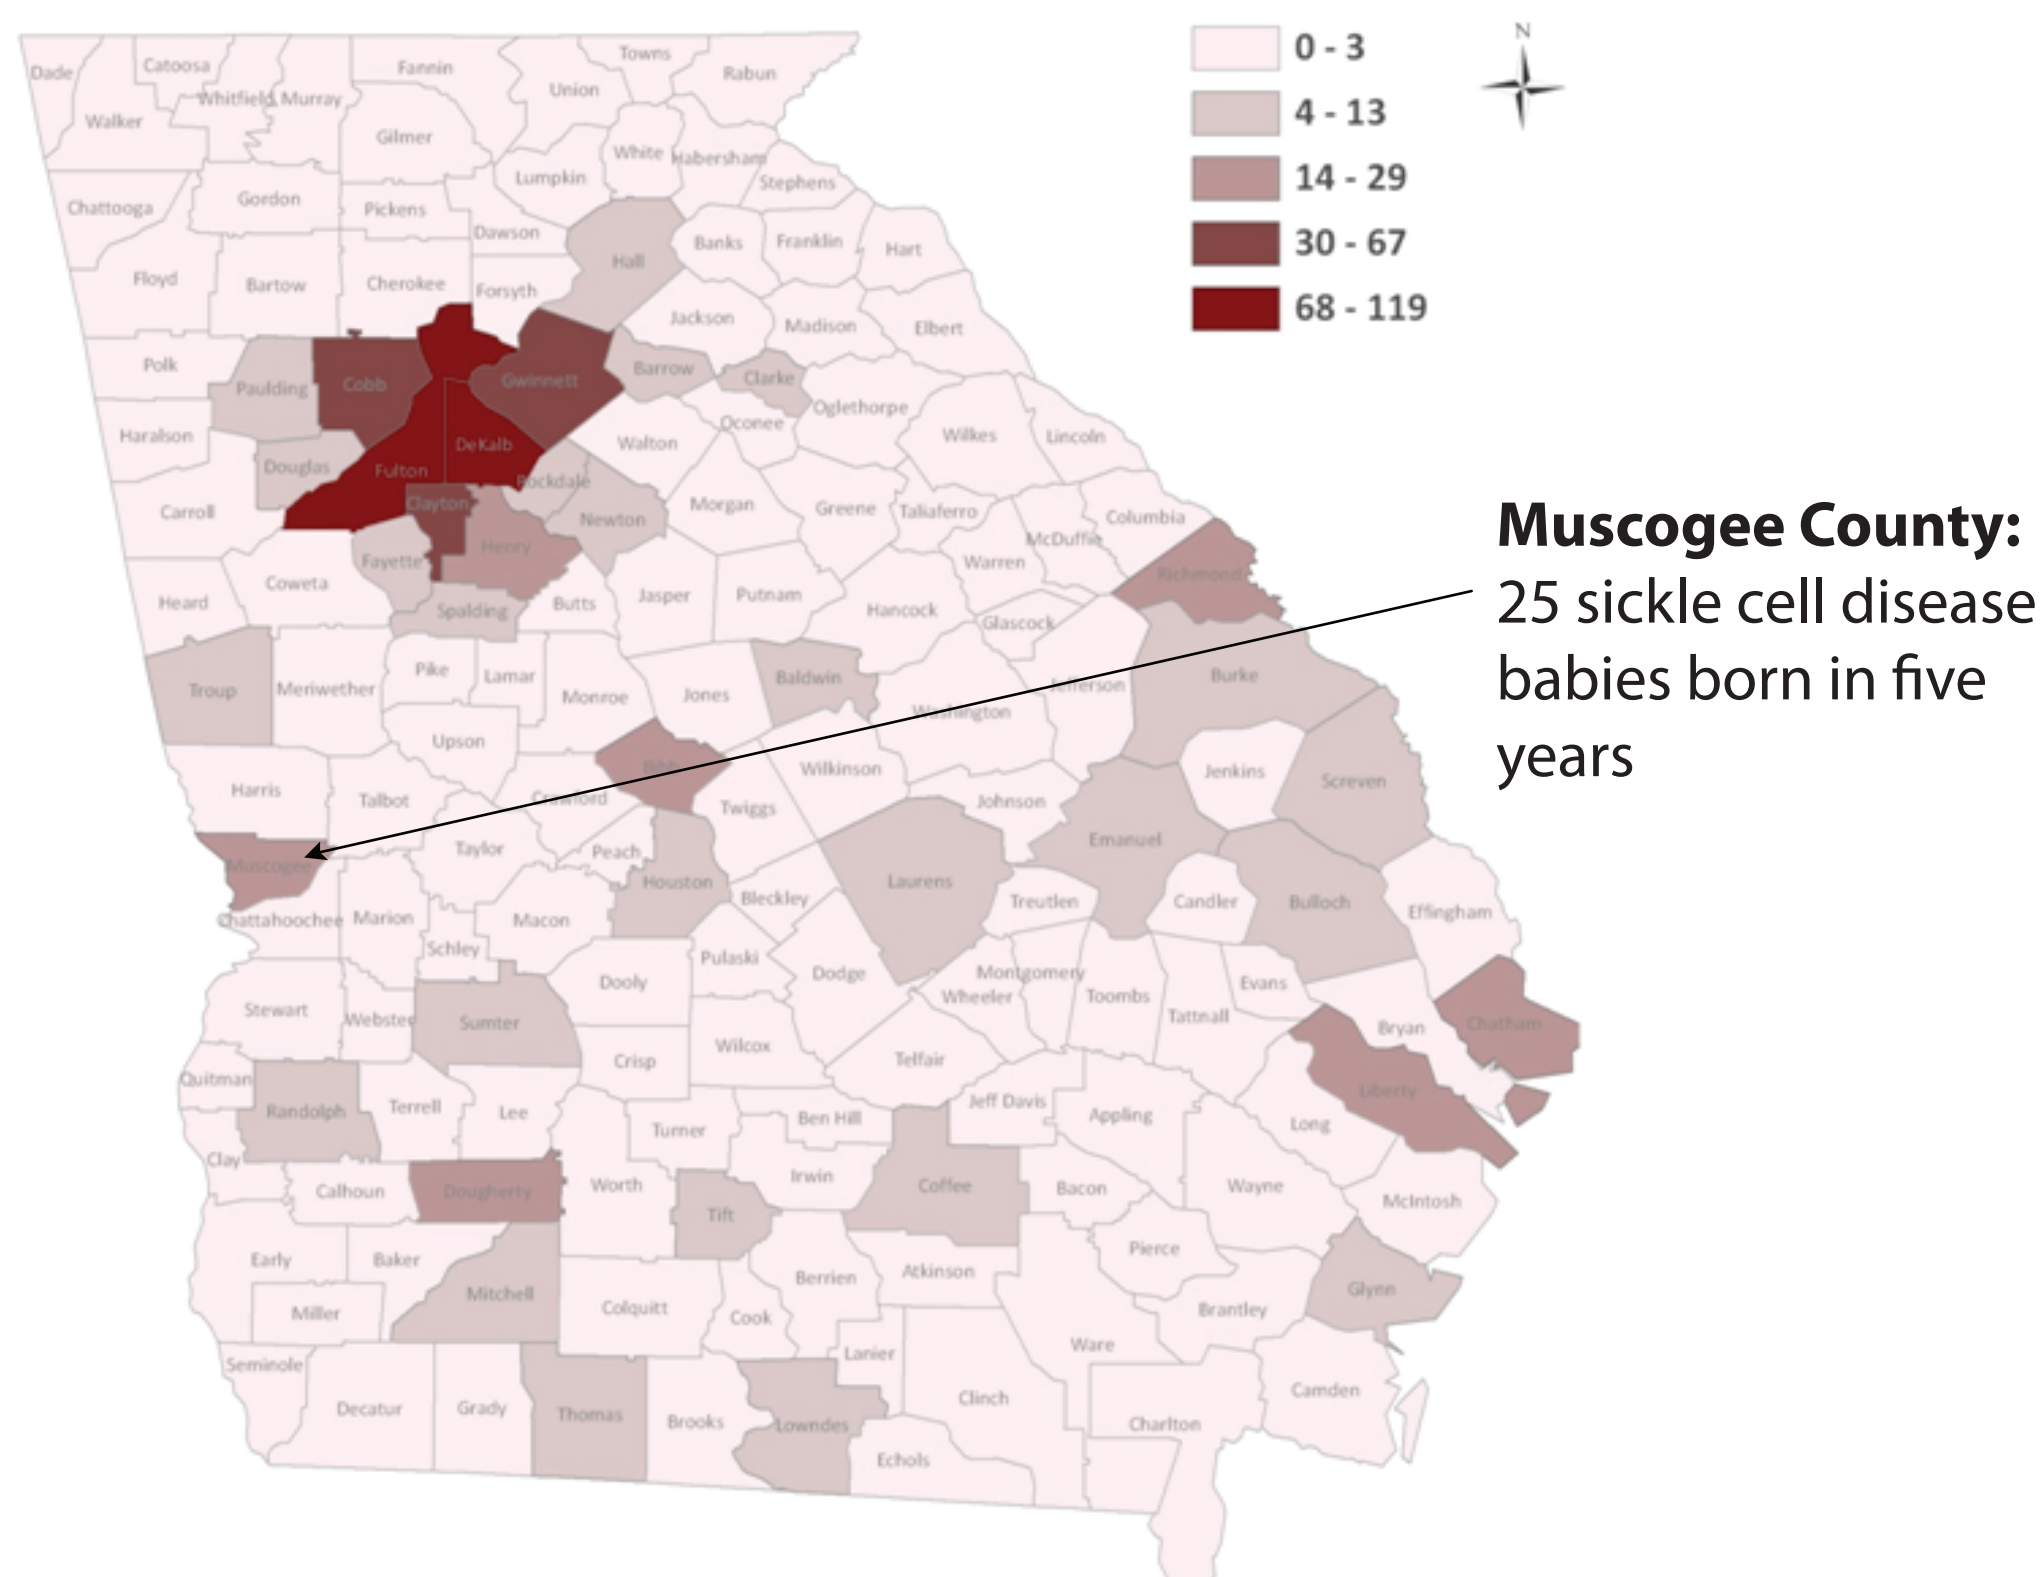 N
0 - 3
4 - 13
14 - 29
30 - 67
68 - 119
Muscogee County:
25 sickle cell disease
babies born in five
years
Dade
Catoosa
Whitfield
Murray
Fannin
Union
Towns
Rabun
Walker
Gilmer
White
Habersham
Lumpkin
Stephens
Chattooga
Gordon
Pickens
Dawson
Banks
Franklin
Hart
Hall
Floyd
Bartow
Cherokee
Forsyth
Jackson
Madison
Elbert
Polk
Paulding
Cobb
Gwinnett
Barrow
Clarke
Oglethorpe
Haralson
Douglas
Fulton
DeKalb
Walton
Oconee
Wilkes
Lincoln
Carroll
Clayton
Rockdale
Newton
Morgan
Greene
Taliaferro
McDuffie
Columbia
Coweta
Fayette
Henry
Warren
Richmond
Heard
Spalding
Butts
Jasper
Putnam
Hancock
Glascock
Troup
Meriwether
Pike
Lamar
Monroe
Jones
Baldwin
Washington
Jefferson
Burke
Upson
Bibb
Wilkinson
Jenkins
Screven
Harris
Talbot
Crawford
Twiggs
Johnson
Emanuel
Muscogee
Taylor
Peach
Houston
Bleckley
Laurens
Treutlen
Candler
Bulloch
Effingham
Chattahoochee
Marion
Macon
Schley
Pulaski
Dodge
Montgomery
Wheeler
Toombs
Tattnall
Evans
Bryan
Chatham
Stewart
Webster
Sumter
Dooly
Crisp
Wilcox
Telfair
Liberty
Quitman
Randolph
Terrell
Lee
Turner
Ben Hill
Jeff Davis
Appling
Long
Clay
Calhoun
Dougherty
Worth
Tift
Irwin
Coffee
Bacon
Wayne
McIntosh
Early
Baker
Mitchell
Colquitt
Cook
Berrien
Atkinson
Pierce
Brantley
Glynn
Miller
Lanier
Ware
Seminole
Decatur
Grady
Thomas
Brooks
Lowndes
Echols
Clinch
Charlton
Camden